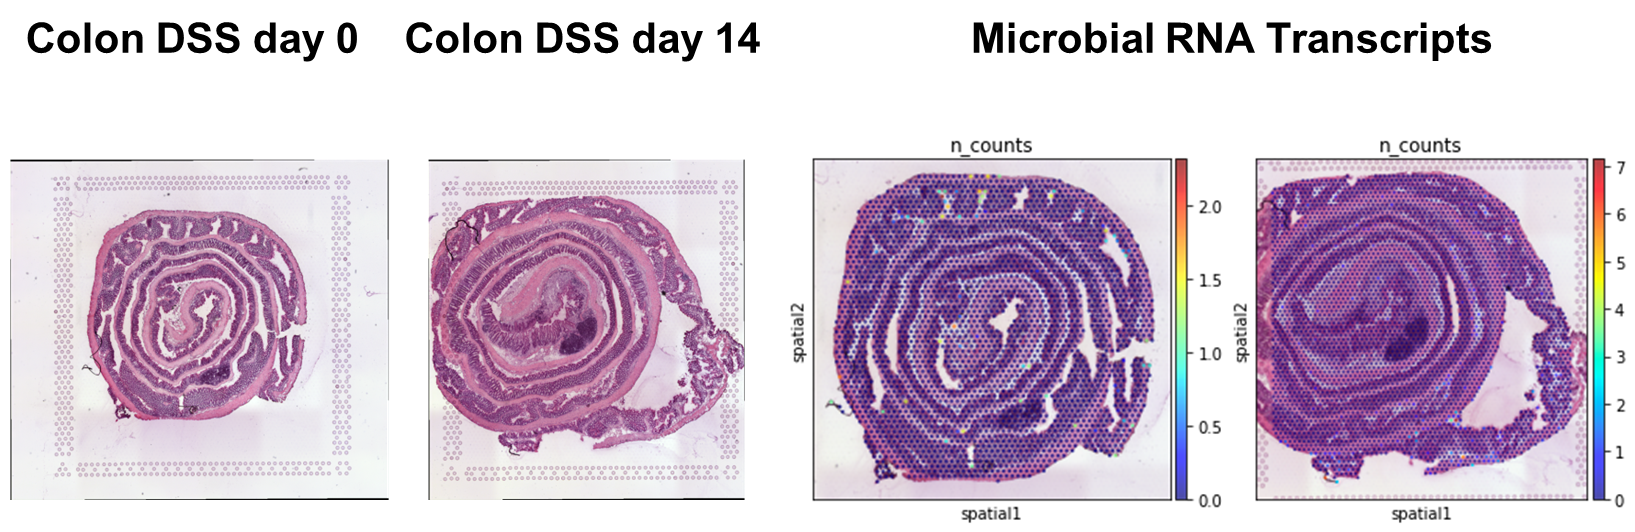 Colon DSS day 0
Colon DSS day 14
Microbial RNA Transcripts
n_counts
spatial2
spatial1
2.0
1.5
1.0
0.5
0.0
n_counts
spatial2
spatial1
7
6
5
4
3
2
1
0